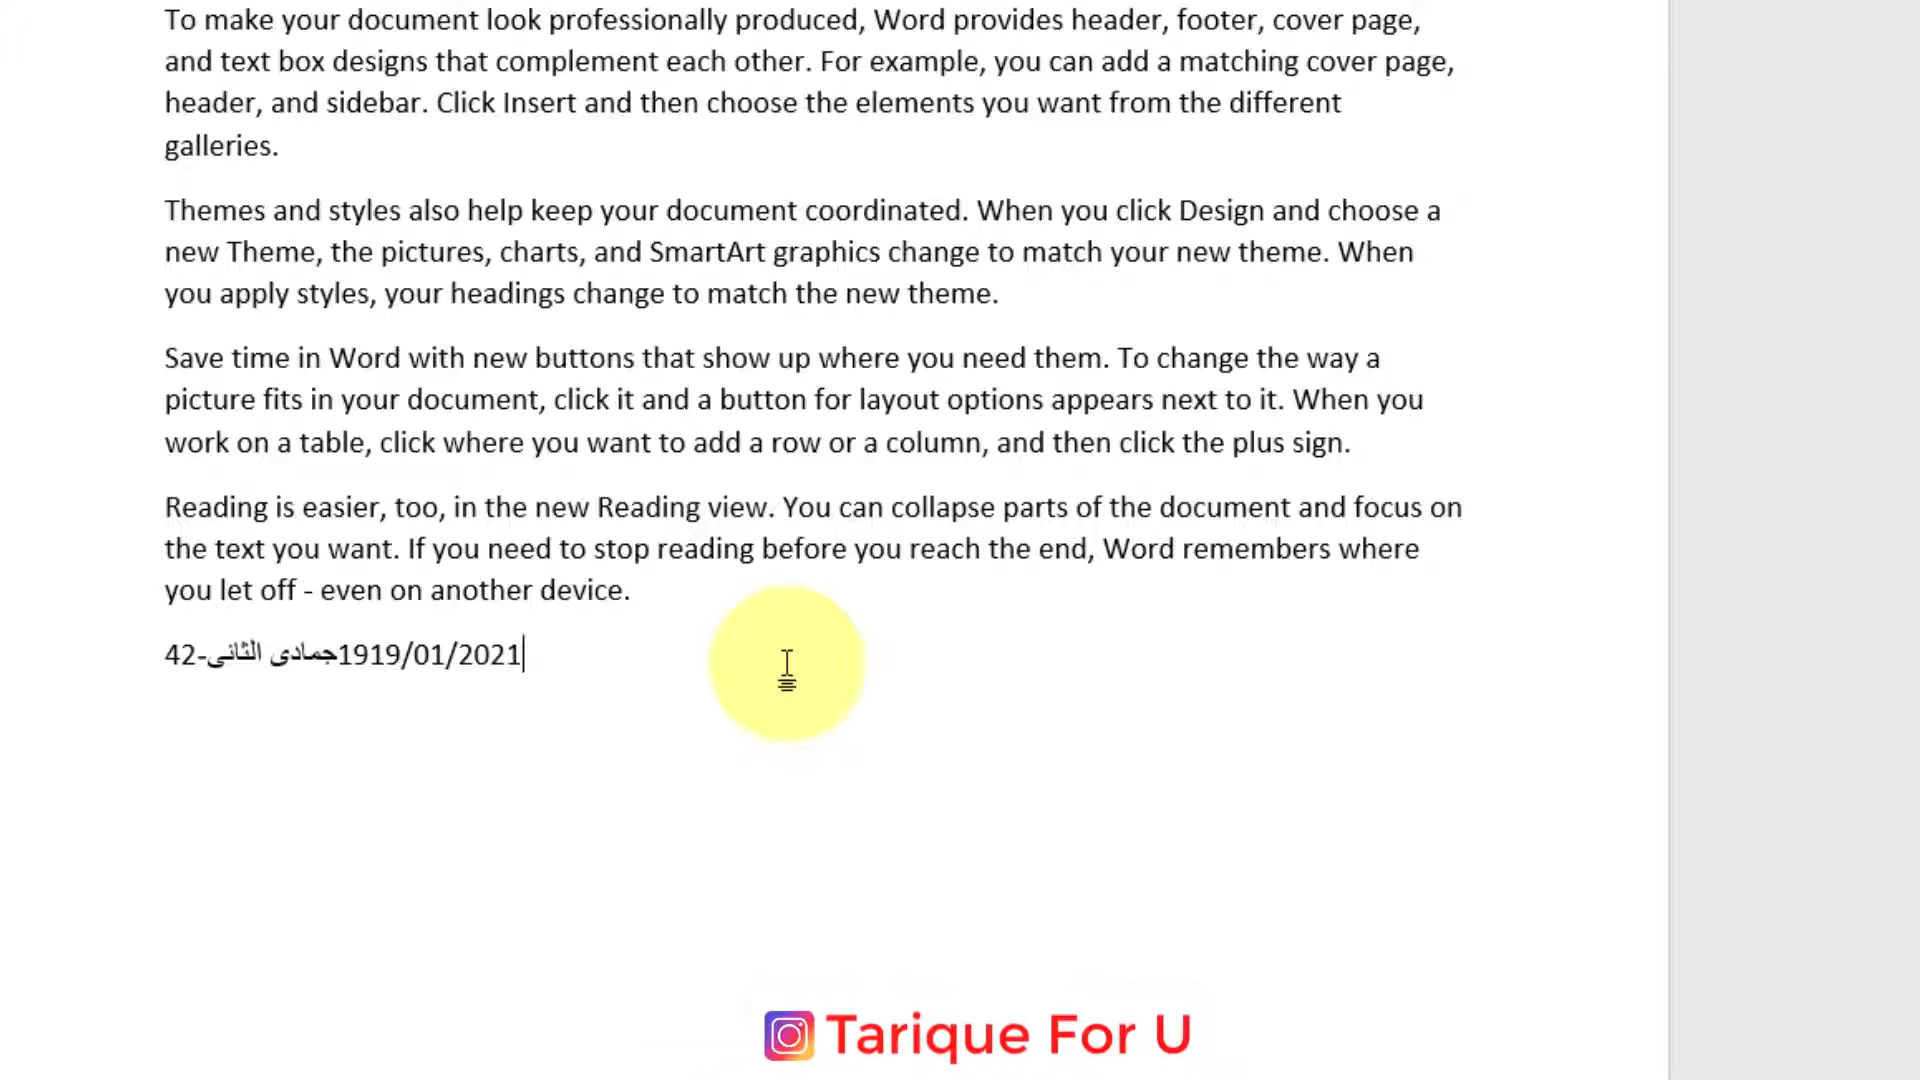 To make your document look professionally produced, Word provides header, footer, cover page,
and text box designs that complement each other. For example, you can add a matching cover page,
header, and sidebar. Click Insert and then choose the elements you want from the different
galleries.
Themes and styles also help keep your document coordinated. When you click Design and choose a
new Theme, the pictures, charts, and SmartArt graphics change to match your new theme. When
you apply styles, your headings change to match the new theme.
Save time in Word with new buttons that show up where you need them. To change the way a
picture fits in your document, click it and a button for layout options appears next to it. When you
work on a table, click where you want to add a row or a column, and then click the plus sign.
Reading is easier, too, in the new Reading view. You can collapse parts of the document and focus on
the text you want. If you need to stop reading before you reach the end, Word remembers where
you let off - even on another device.
42-جمادى الثانى1919/01/2021
Tarique For U